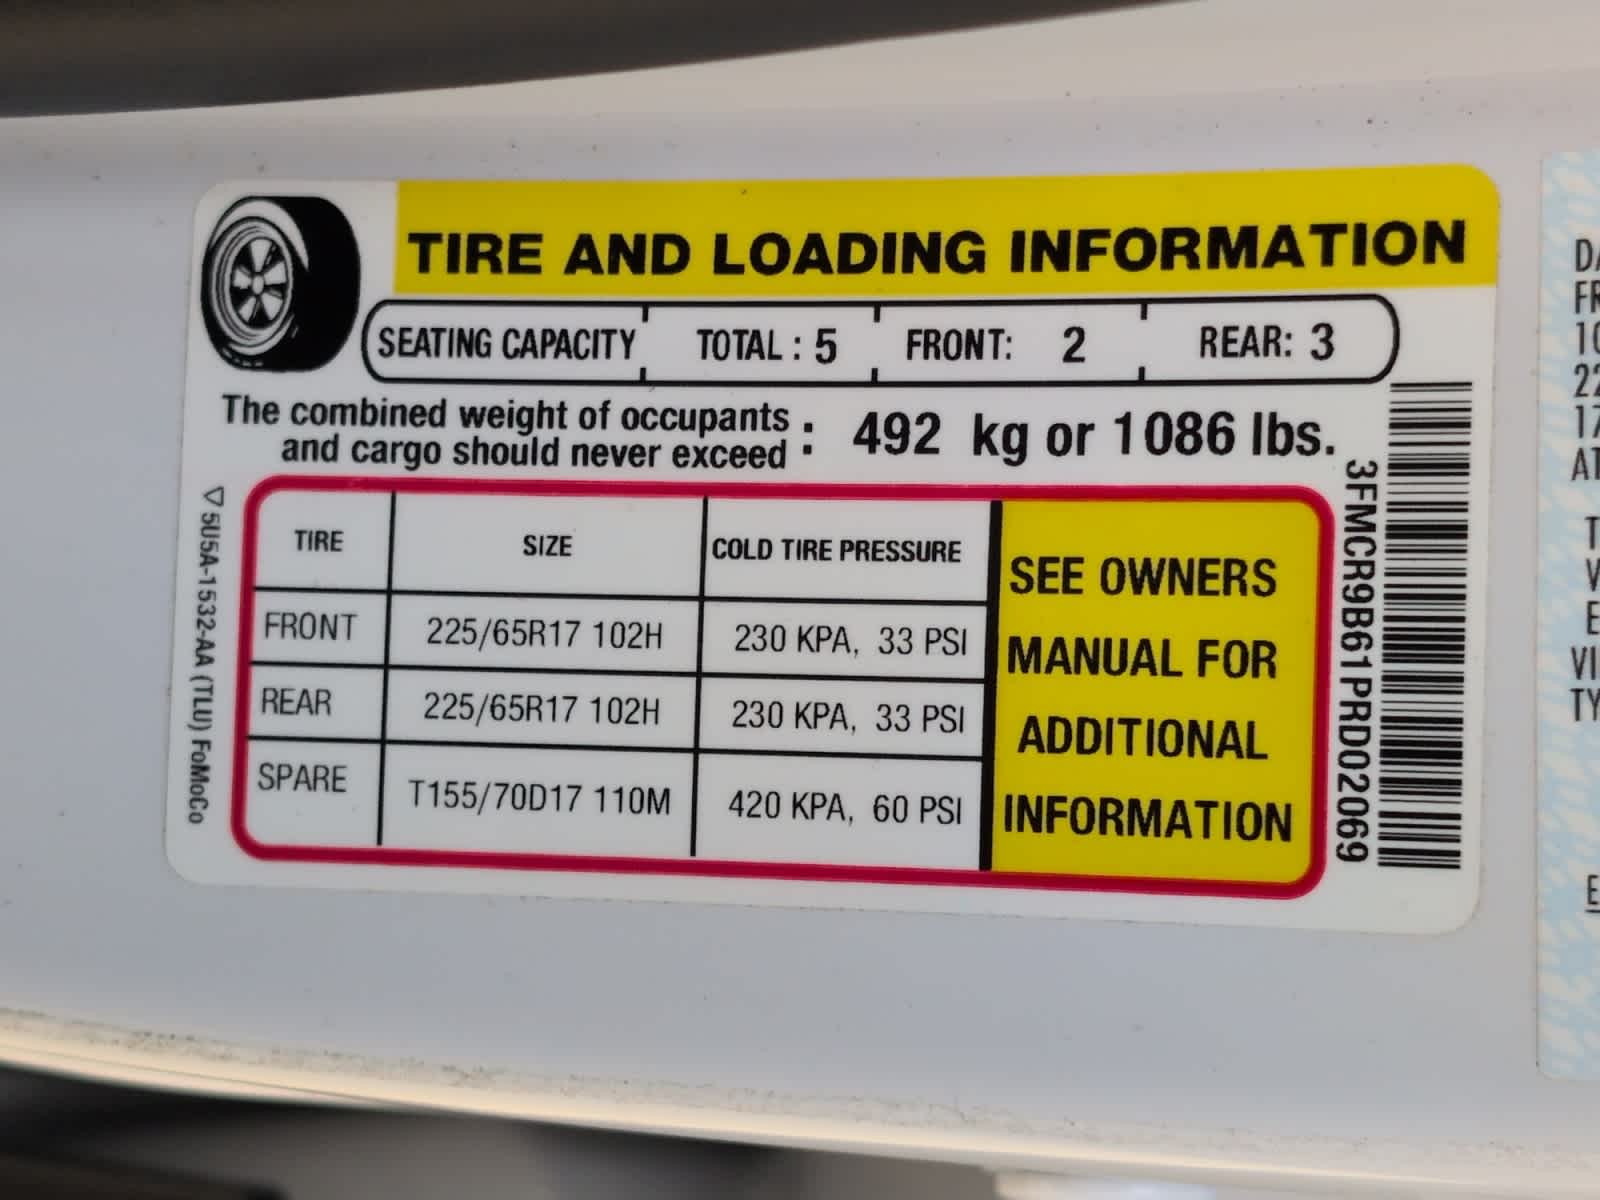 TIRE AND LOADING INFORMATION
SEATING CAPACITY TOTAL : 5 FRONT: 2 REAR: 3
The combined weight of occupants
and cargo should never exceed : 492 kg or 1086 lbs.
TIRE SIZE COLD TIRE PRESSURE
FRONT 225/65R17 102H 230 KPA, 33 PSI
REAR 225/65R17 102H 230 KPA, 33 PSI
SPARE T155/70D17 110M 420 KPA, 60 PSI
SEE OWNERS
MANUAL FOR
ADDITIONAL
INFORMATION
5U5A-1532-AA (TLU) FoMoCo
3FMCR9B61PRD02069